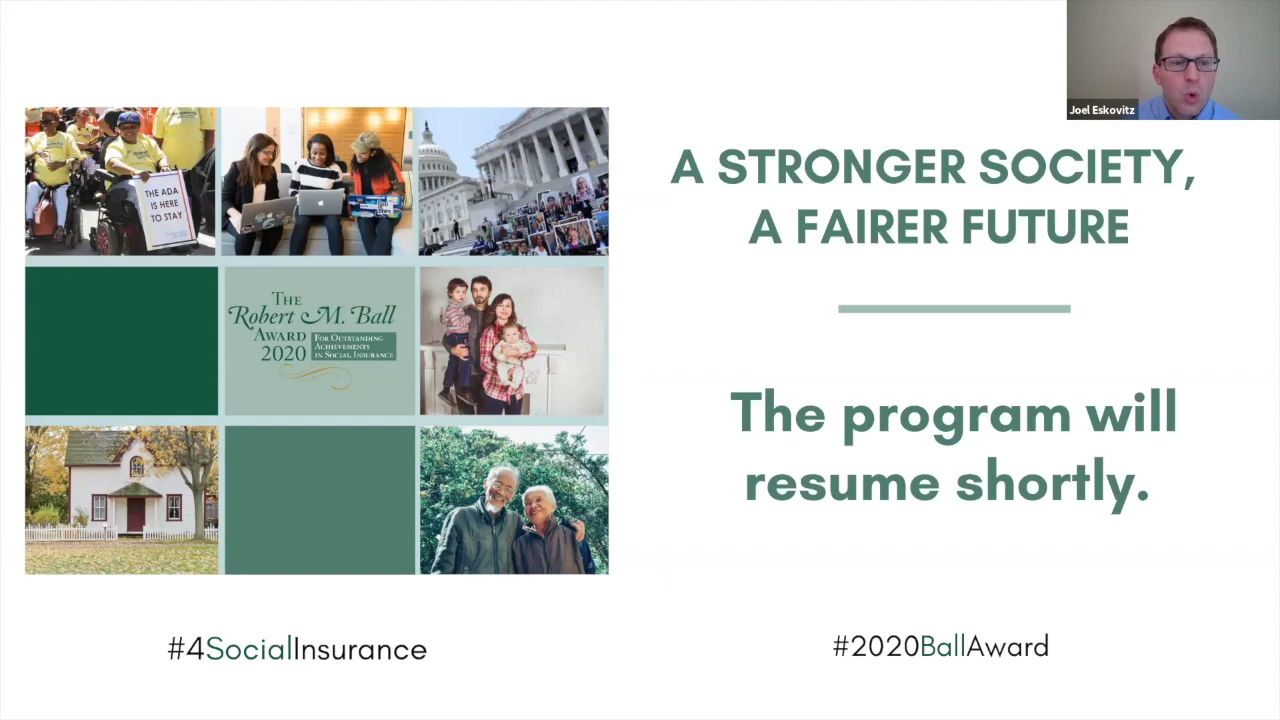 Joel Eskovitz
A STRONGER SOCIETY,
A FAIRER FUTURE
THE ADA
IS HERE
TO STAY
THE
Robert M. Ball
AWARD
2020
FOR OUTSTANDING
ACHIEVEMENTS
IN SOCIAL INSURANCE
The program will
resume shortly.
#4SocialInsurance
#2020BallAward